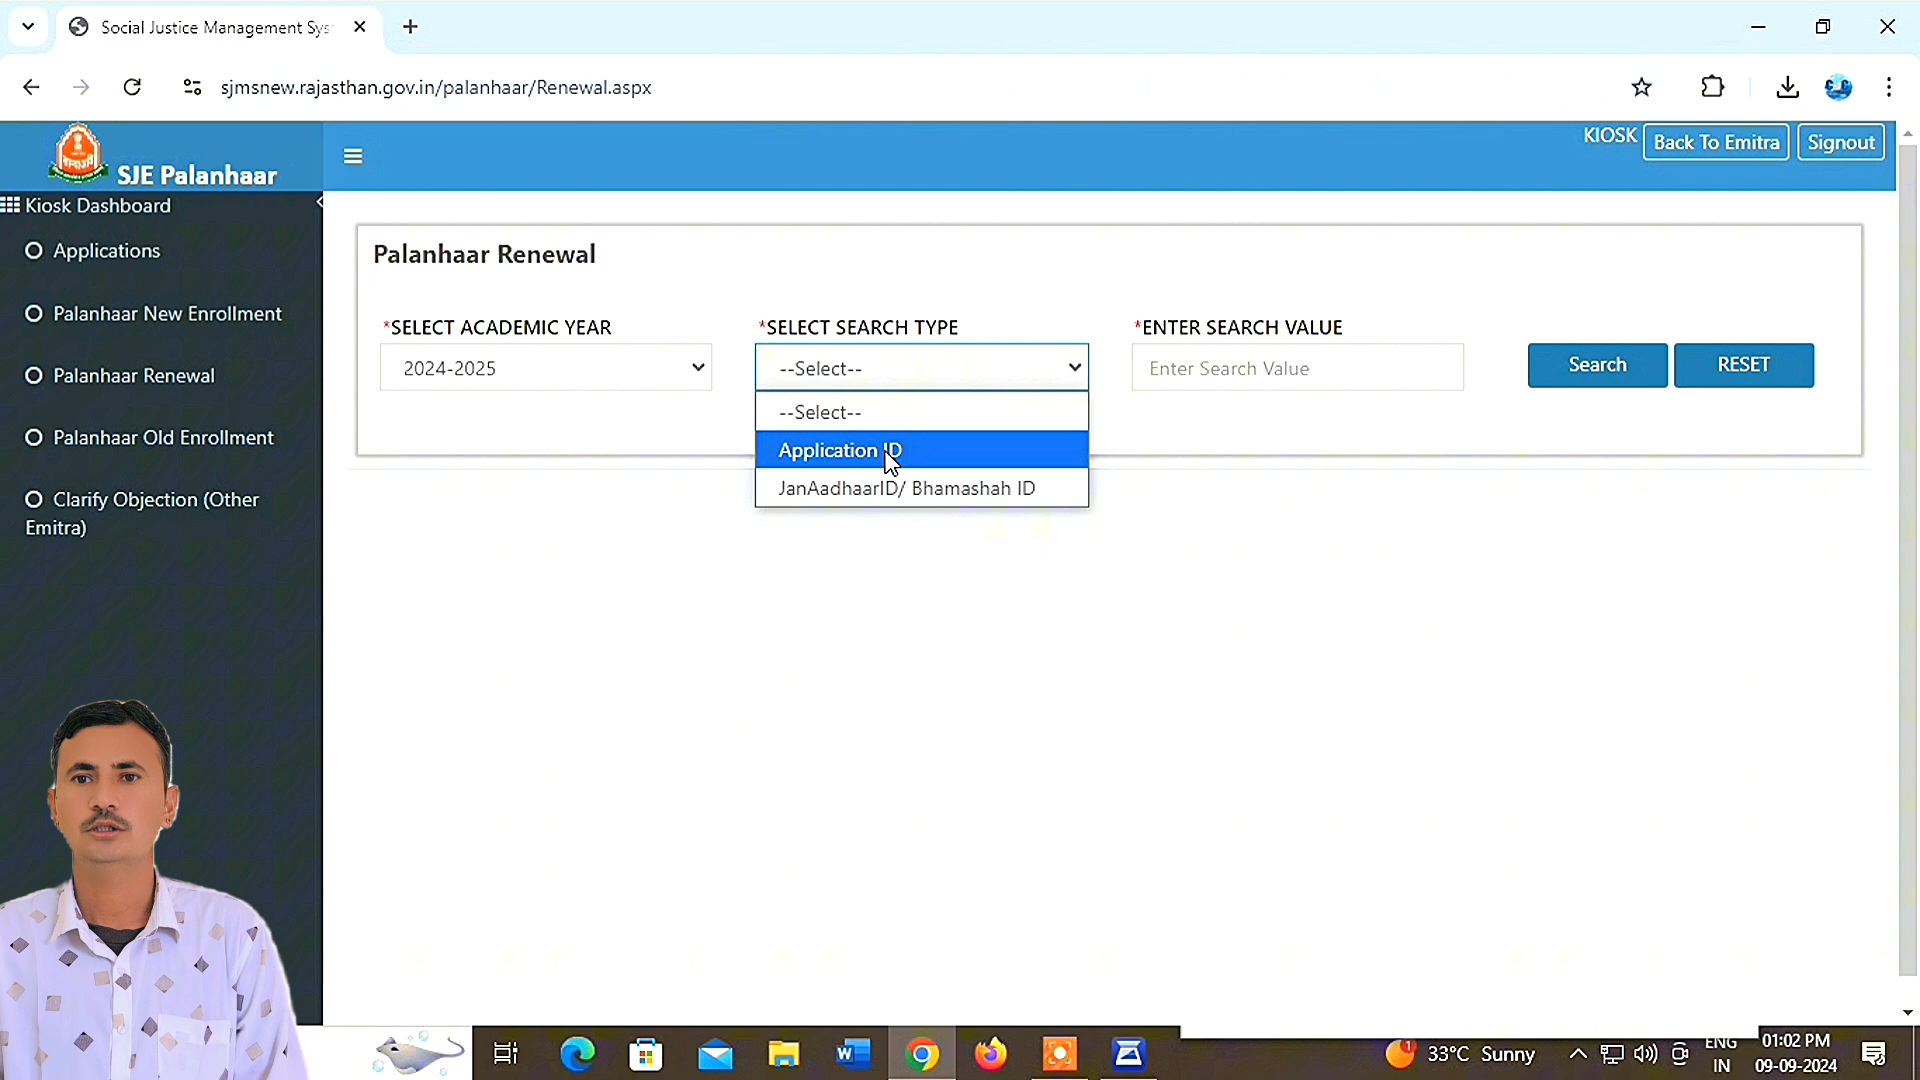 Social Justice Management Sys
sjmsnew.rajasthan.gov.in/palanhaar/Renewal.aspx
SJE Palanhaar
KIOSK
Back To Emitra
Signout
Kiosk Dashboard
Applications
Palanhaar New Enrollment
Palanhaar Renewal
Palanhaar Old Enrollment
Clarify Objection (Other
Emitra)
Palanhaar Renewal
*SELECT ACADEMIC YEAR
2024-2025
*SELECT SEARCH TYPE
--Select--
--Select--
Application ID
JanAadhaarID/ Bhamashah ID
*ENTER SEARCH VALUE
Enter Search Value
Search
RESET
1
33°C Sunny
ENG
IN
01:02 PM
09-09-2024